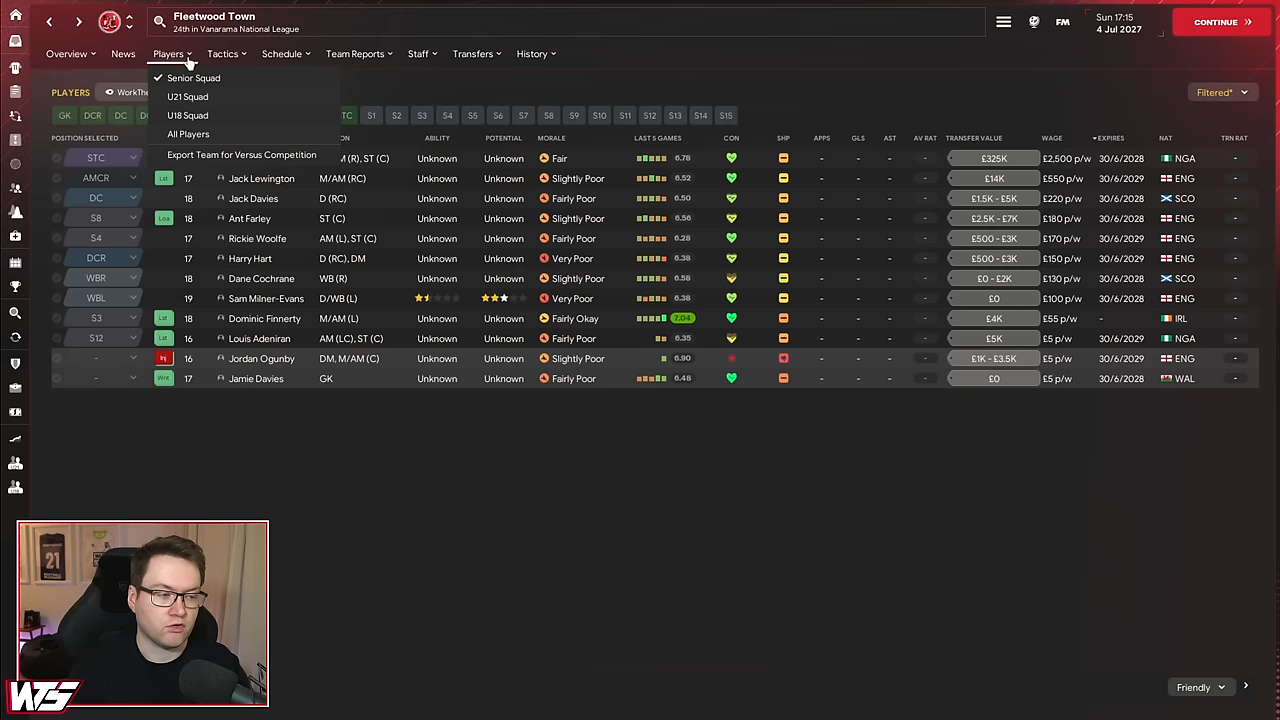 Fleetwood Town
24th in Vanarama National League
FM
Sun 17:15
4 Jul 2027
CONTINUE
Overview News Players Tactics Schedule Team Reports Staff Transfers History
Senior Squad
U21 Squad
U18 Squad
All Players
Export Team for Versus Competition
PLAYERS
Filtered*
GK DCR DC S1 S2 S3 S4 S5 S6 S7 S8 S9 S10 S11 S12 S13 S14 S15
POSITION SELECTED ABILITY POTENTIAL MORALE LAST 5 GAMES CON SHP APPS GLS AST AV RAT TRANSFER VALUE WAGE EXPIRES NAT TRN RAT
STC M (R), ST (C) Unknown Unknown Fair 6.78 - - - - £325K £2,500 p/w 30/6/2028 NGA -
AMCR Lst 17 Jack Lewington M/AM (RC) Unknown Unknown Slightly Poor 6.52 - - - - £14K £550 p/w 30/6/2028 ENG -
DC 18 Jack Davies D (RC) Unknown Unknown Fairly Poor 6.50 - - - - £1.5K - £5K £220 p/w 30/6/2028 SCO -
S8 Loa 18 Ant Farley ST (C) Unknown Unknown Slightly Poor 6.56 - - - - £2.5K - £7K £180 p/w 30/6/2028 ENG -
S4 17 Rickie Woolfe AM (L), ST (C) Unknown Unknown Fairly Poor 6.28 - - - - £500 - £3K £170 p/w 30/6/2029 ENG -
DCR 17 Harry Hart D (RC), DM Unknown Unknown Very Poor 6.38 - - - - £500 - £3K £150 p/w 30/6/2029 ENG -
WBR 18 Dane Cochrane WB (R) Unknown Unknown Slightly Poor 6.58 - - - - £0 - £2K £130 p/w 30/6/2028 SCO -
WBL 19 Sam Milner-Evans D/WB (L) Very Poor 6.38 - - - - £0 £100 p/w 30/6/2028 ENG -
S3 Lst 18 Dominic Finnerty M/AM (L) Unknown Unknown Fairly Okay 7.04 - - - - £4K £55 p/w - IRL -
S12 Lst 16 Louis Adeniran AM (LC), ST (C) Unknown Unknown Fairly Poor 6.35 - - - - £5K £5 p/w 30/6/2028 NGA -
- Inj 16 Jordan Ogunby DM, M/AM (C) Unknown Unknown Slightly Poor 6.90 - - - - £1K - £3.5K £5 p/w 30/6/2028 ENG -
- Wnt 17 Jamie Davies GK Unknown Unknown Fairly Poor 6.48 - - - - £0 £5 p/w 30/6/2028 WAL -
21
WTS
Friendly